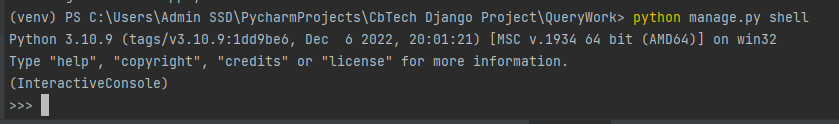 (venv) PS C:\Users\Admin SSD\PycharmProjects\CbTech Django Project\QueryWork> python manage.py shell
Python 3.10.9 (tags/v3.10.9:1dd9be6, Dec  6 2022, 20:01:21) [MSC v.1934 64 bit (AMD64)] on win32
Type "help", "copyright", "credits" or "license" for more information.
(InteractiveConsole)
>>>